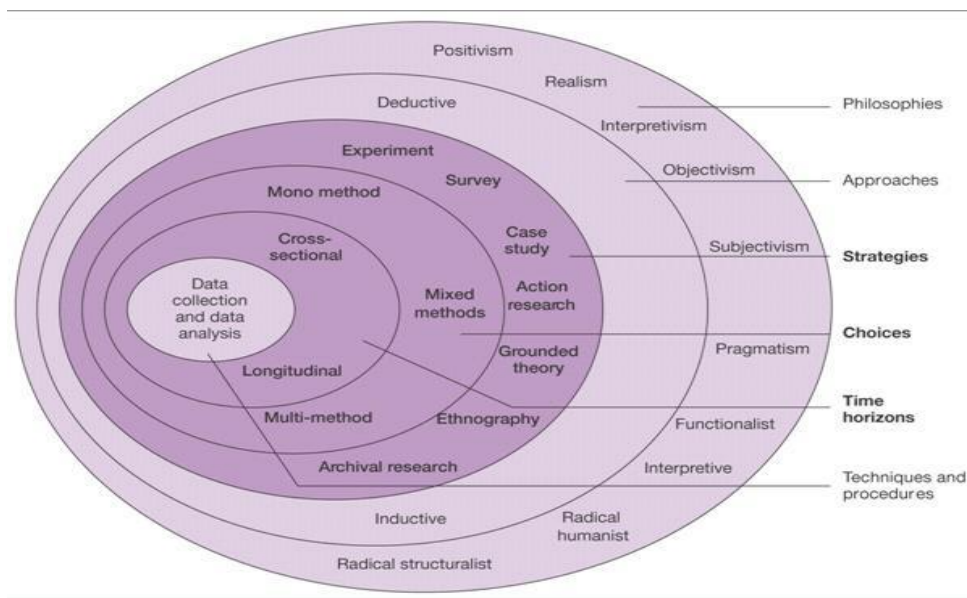 Positivism
Realism
Philosophies
Deductive
Interpretivism
Experiment
Objectivism
Approaches
Survey
Mono method
Cross-
sectional
Case
study
Subjectivism
Strategies
Data
collection
and data
analysis
Mixed
methods
Action
research
Choices
Grounded
theory
Pragmatism
Longitudinal
Time
horizons
Multi-method
Ethnography
Functionalist
Archival research
Interpretive
Techniques and
procedures
Inductive
Radical
humanist
Radical structuralist